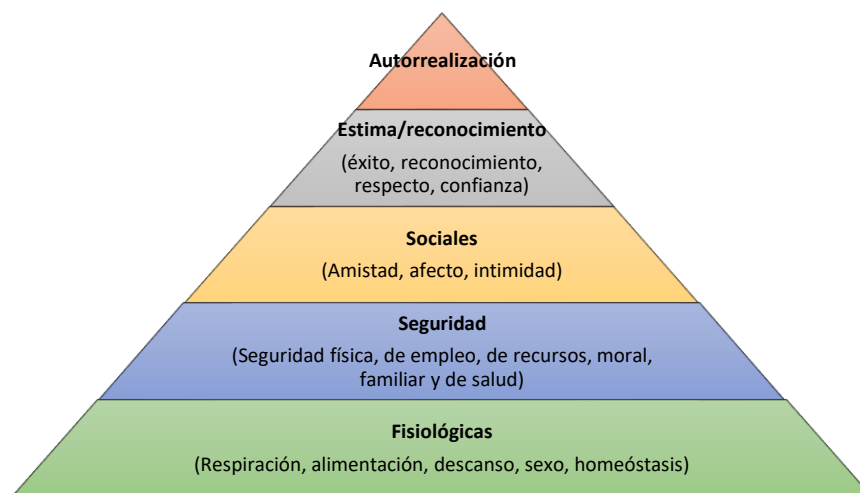 Autorrealización
Estima/reconocimiento
(éxito, reconocimiento,
respecto, confianza)
Sociales
(Amistad, afecto, intimidad)
Seguridad
(Seguridad física, de empleo, de recursos, moral,
familiar y de salud)
Fisiológicas
(Respiración, alimentación, descanso, sexo, homeóstasis)